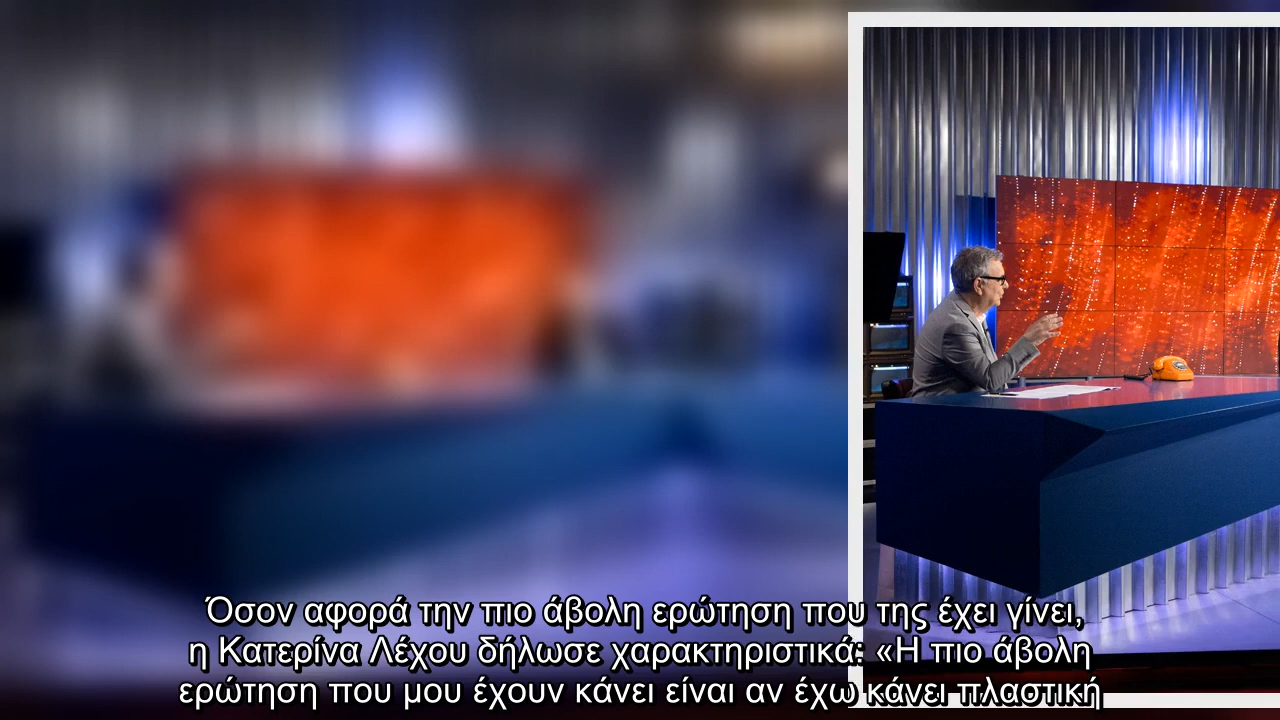 Όσον αφορά την πιο άβολη ερώτηση που της έχει γίνει,
η Κατερίνα Λέχου δήλωσε χαρακτηριστικά: «Η πιο άβολη
ερώτηση που μου έχουν κάνει είναι αν έχω κάνει πλαστική